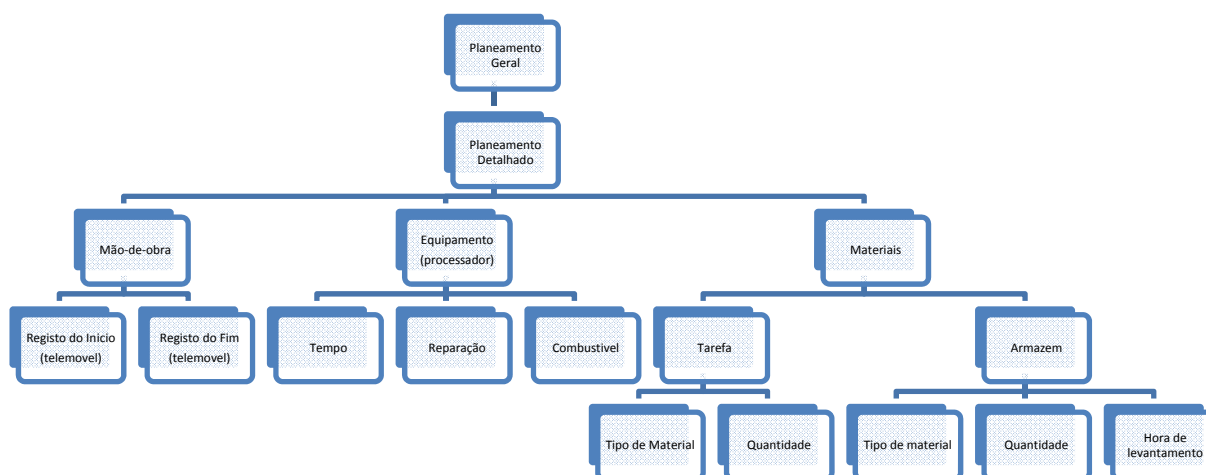 Planeamento
Geral
Planeamento
Detalhado
Mão-de-obra
Equipamento
(processador)
Materiais
Registo do Inicio
(telemovel)
Registo do Fim
(telemovel)
Tempo
Reparação
Combustivel
Tarefa
Armazem
Tipo de Material
Quantidade
Tipo de material
Quantidade
Hora de
levantamento